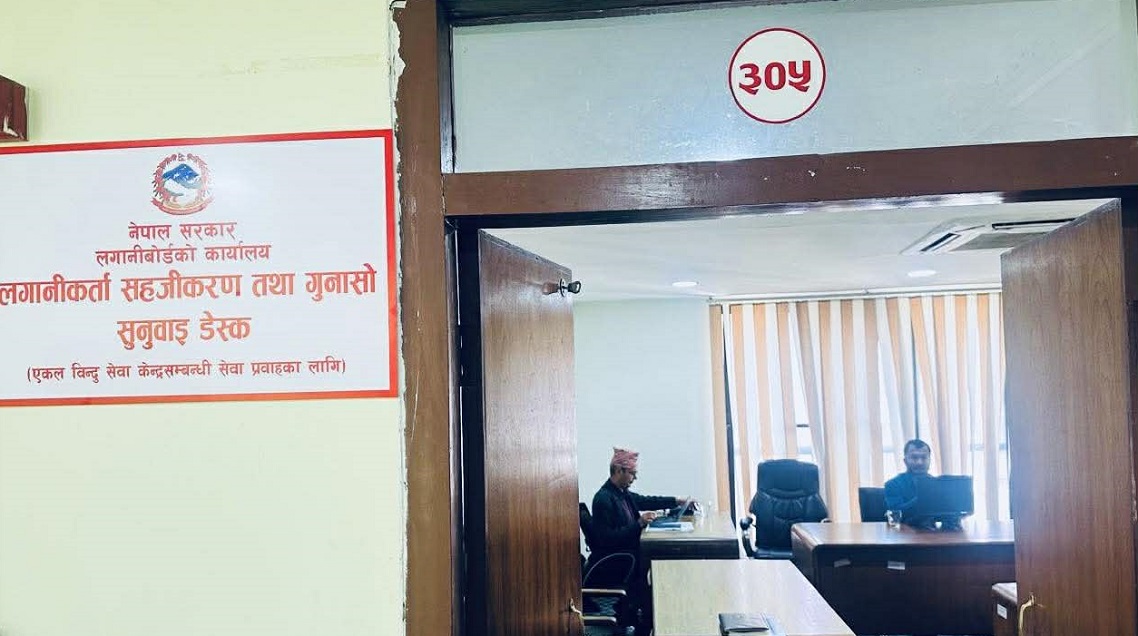 ३०५
नेपाल सरकार
लगानीबोर्डको कार्यालय
लगानीकर्ता सहजीकरण तथा गुनासो
सुनुवाइ डेस्क
(एकल विन्दु सेवा केन्द्रसम्बन्धी सेवा प्रवाहका लागि)